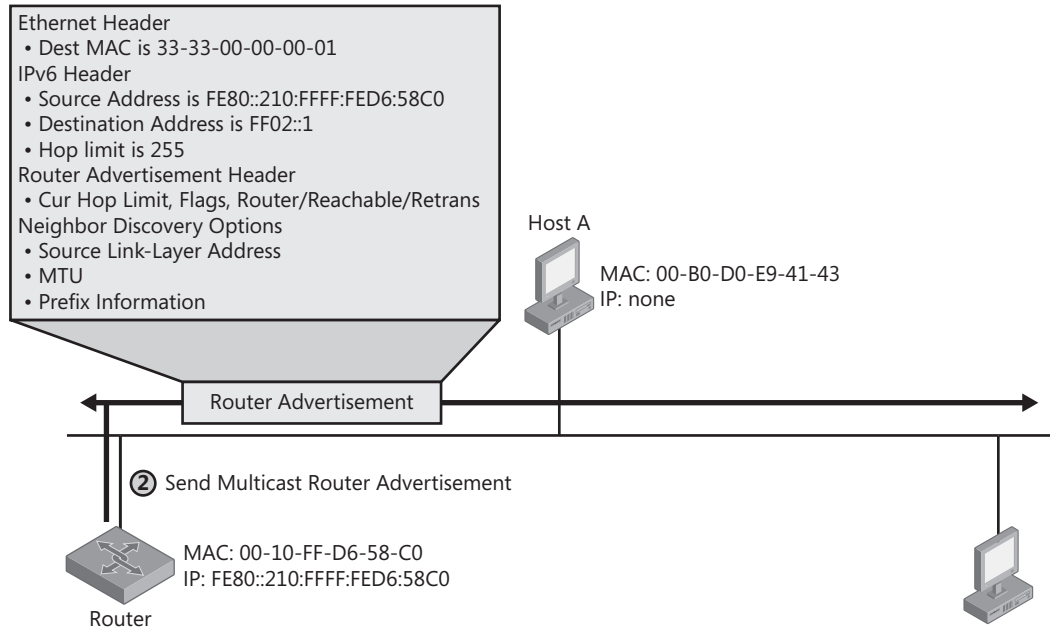 Ethernet Header
• Dest MAC is 33-33-00-00-00-01
IPv6 Header
• Source Address is FE80::210:FFFF:FED6:58C0
• Destination Address is FF02::1
• Hop limit is 255
Router Advertisement Header
• Cur Hop Limit, Flags, Router/Reachable/Retrans
Neighbor Discovery Options
• Source Link-Layer Address
• MTU
• Prefix Information
Host A
MAC: 00-B0-D0-E9-41-43
IP: none
Router Advertisement
2 Send Multicast Router Advertisement
MAC: 00-10-FF-D6-58-C0
IP: FE80::210:FFFF:FED6:58C0
Router